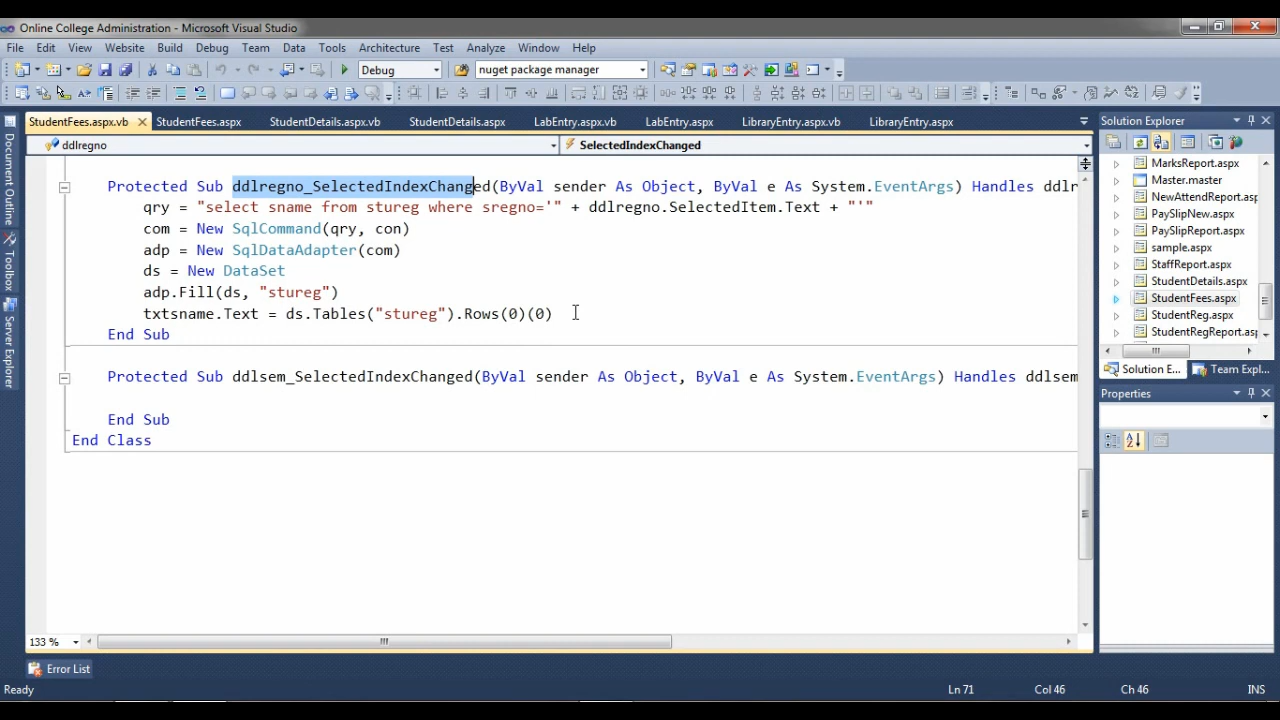 Online College Administration - Microsoft Visual Studio
File Edit View Website Build Debug Team Data Tools Architecture Test Analyze Window Help
Debug nuget package manager
StudentFees.aspx.vb StudentFees.aspx StudentDetails.aspx.vb StudentDetails.aspx LabEntry.aspx.vb LabEntry.aspx LibraryEntry.aspx.vb LibraryEntry.aspx
ddlregno SelectedIndexChanged
Document Outline
Toolbox
Server Explorer
Protected Sub ddlregno_SelectedIndexChanged(ByVal sender As Object, ByVal e As System.EventArgs) Handles ddlr
qry = "select sname from stureg where sregno='" + ddlregno.SelectedItem.Text + "'"
com = New SqlCommand(qry, con)
adp = New SqlDataAdapter(com)
ds = New DataSet
adp.Fill(ds, "stureg")
txtsname.Text = ds.Tables("stureg").Rows(0)(0)
End Sub
Protected Sub ddlsem_SelectedIndexChanged(ByVal sender As Object, ByVal e As System.EventArgs) Handles ddlsem
End Sub
End Class
133 %
Solution Explorer
MarksReport.aspx
Master.master
NewAttendReport.asp
PaySlipNew.aspx
PaySlipReport.aspx
sample.aspx
StaffReport.aspx
StudentDetails.aspx
StudentFees.aspx
StudentReg.aspx
StudentRegReport.aspx
Solution E... Team Expl...
Properties
Error List
Ready Ln 71 Col 46 Ch 46 INS